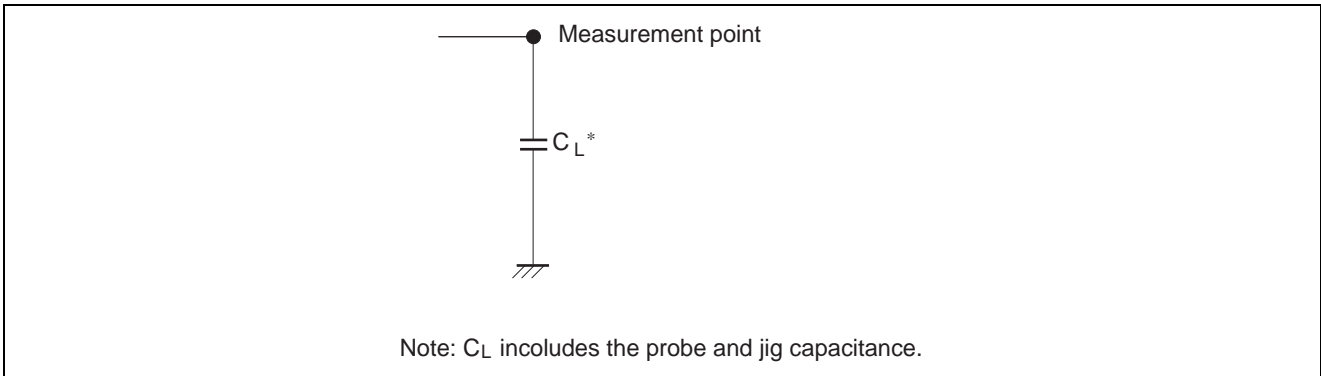 Measurement point
C L*
Note: CL incoludes the probe and jig capacitance.